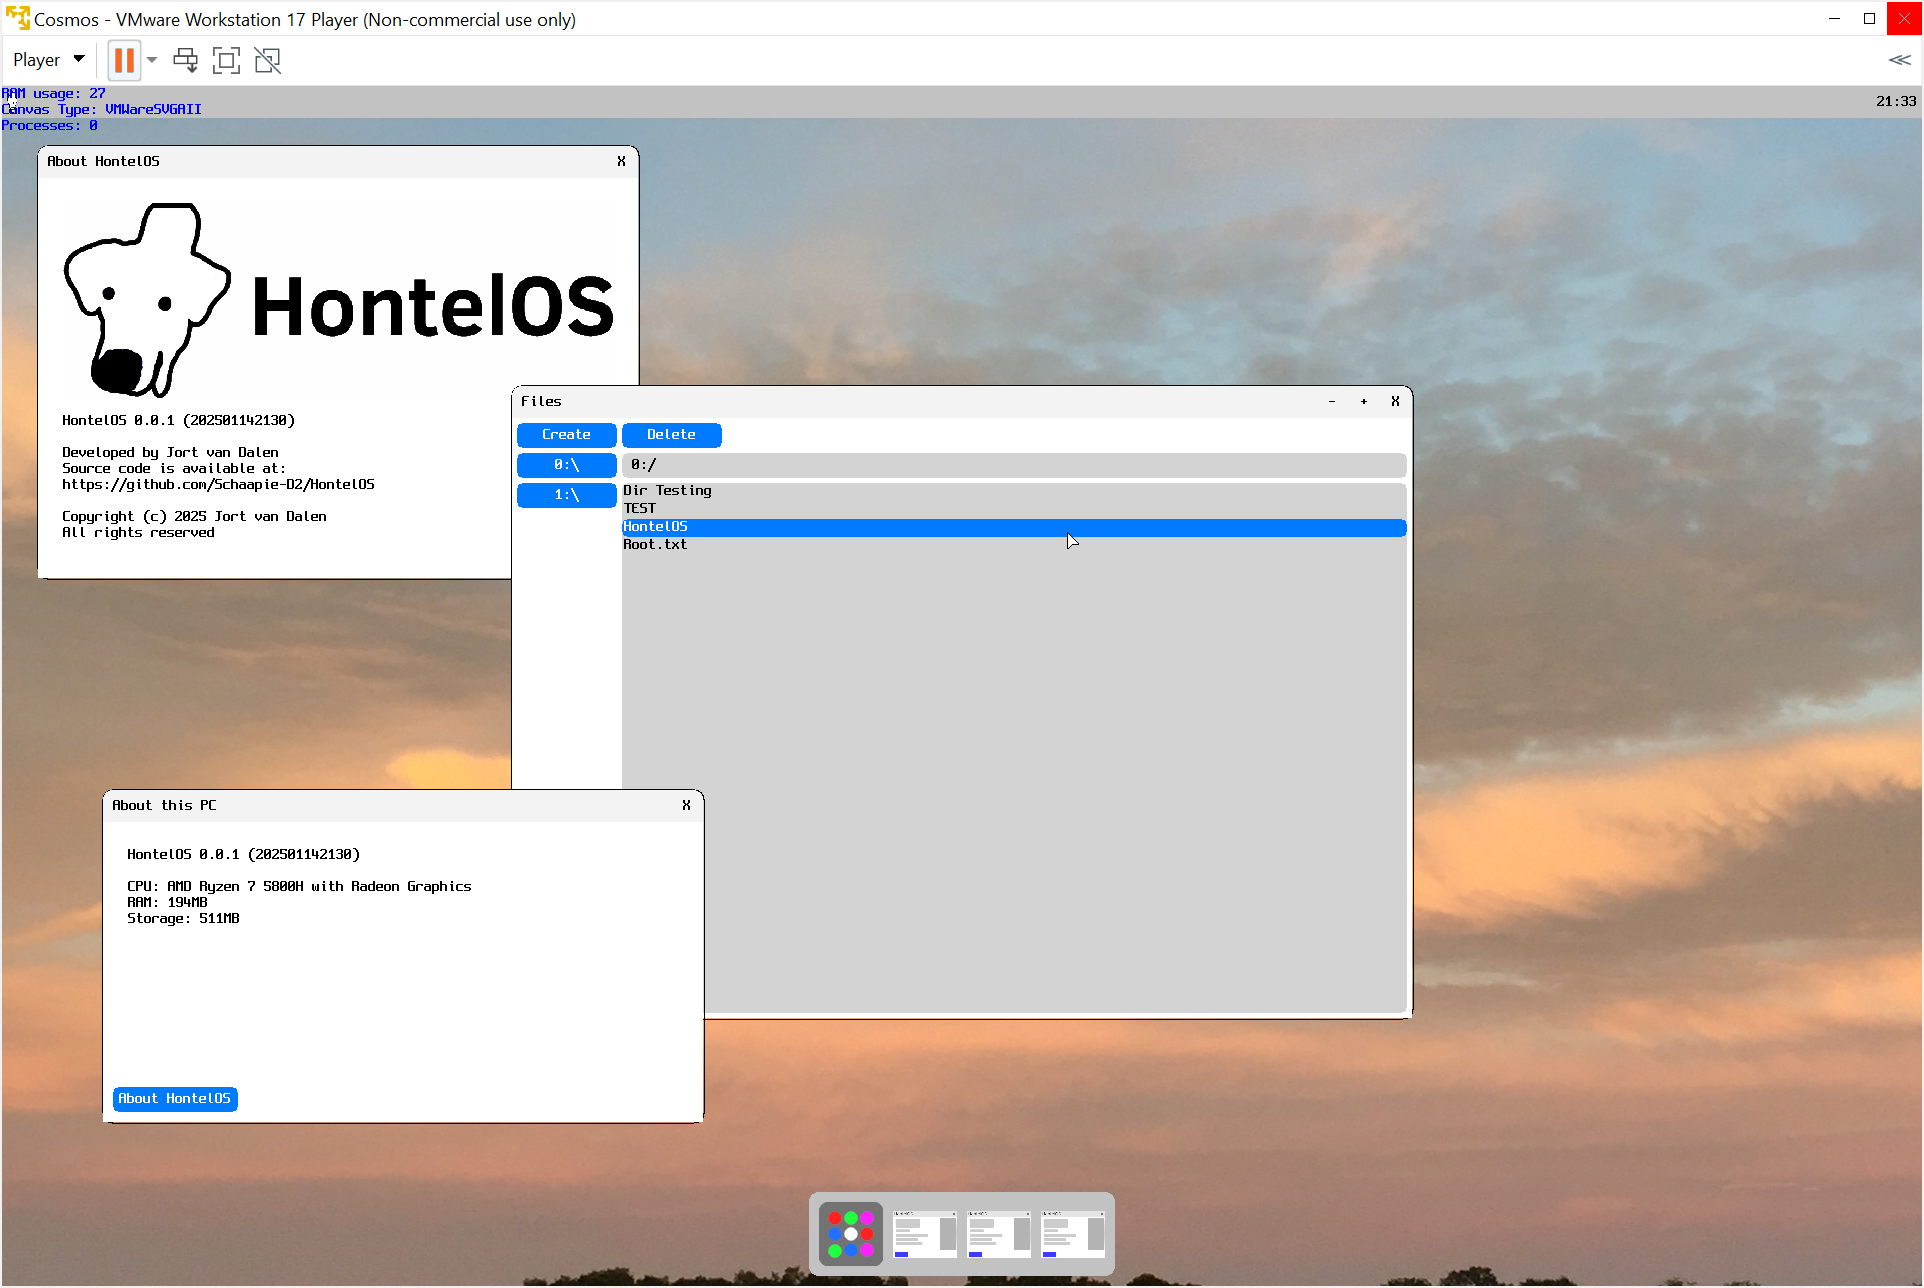 Cosmos - VMware Workstation 17 Player (Non-commercial use only)
Player
RAM usage: 27
Canvas Type: VMWareSVGAII
Processes: 0
21:33
About HontelOS X
HontelOS
HontelOS 0.0.1 (202501142130)
Developed by Jort van Dalen
Source code is available at:
https://github.com/Schaapie-D2/HontelOS
Copyright (c) 2025 Jort van Dalen
All rights reserved
Files - + X
Create Delete
0:\ 0:/
1:\
Dir Testing
TEST
HontelOS
Root.txt
About this PC X
HontelOS 0.0.1 (202501142130)
CPU: AMD Ryzen 7 5800H with Radeon Graphics
RAM: 194MB
Storage: 511MB
About HontelOS